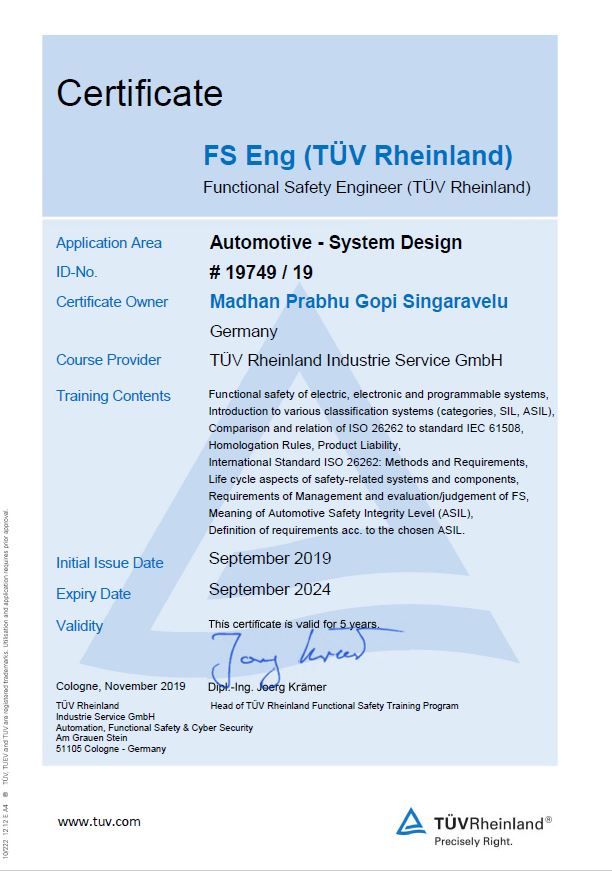 Certificate
FS Eng (TÜV Rheinland)
Functional Safety Engineer (TÜV Rheinland)
Application Area Automotive - System Design
ID-No. # 19749 / 19
Certificate Owner Madhan Prabhu Gopi Singaravelu
Germany
Course Provider TÜV Rheinland Industrie Service GmbH
Training Contents Functional safety of electric, electronic and programmable systems,
Introduction to various classification systems (categories, SIL, ASIL),
Comparison and relation of ISO 26262 to standard IEC 61508,
Homologation Rules, Product Liability,
International Standard ISO 26262: Methods and Requirements,
Life cycle aspects of safety-related systems and components,
Requirements of Management and evaluation/judgement of FS,
Meaning of Automotive Safety Integrity Level (ASIL),
Definition of requirements acc. to the chosen ASIL.
Initial Issue Date September 2019
Expiry Date September 2024
Validity This certificate is valid for 5 years.
Cologne, November 2019 Dipl.-Ing. Joerg Krämer
TÜV Rheinland Head of TÜV Rheinland Functional Safety Training Program
Industrie Service GmbH
Automation, Functional Safety & Cyber Security
Am Grauen Stein
51105 Cologne - Germany
www.tuv.com
TÜVRheinland®
Precisely Right.
10/222 12.12 E A4 ® TÜV, TUEV and TUV are registered trademarks. Utilisation and application requires prior approval.